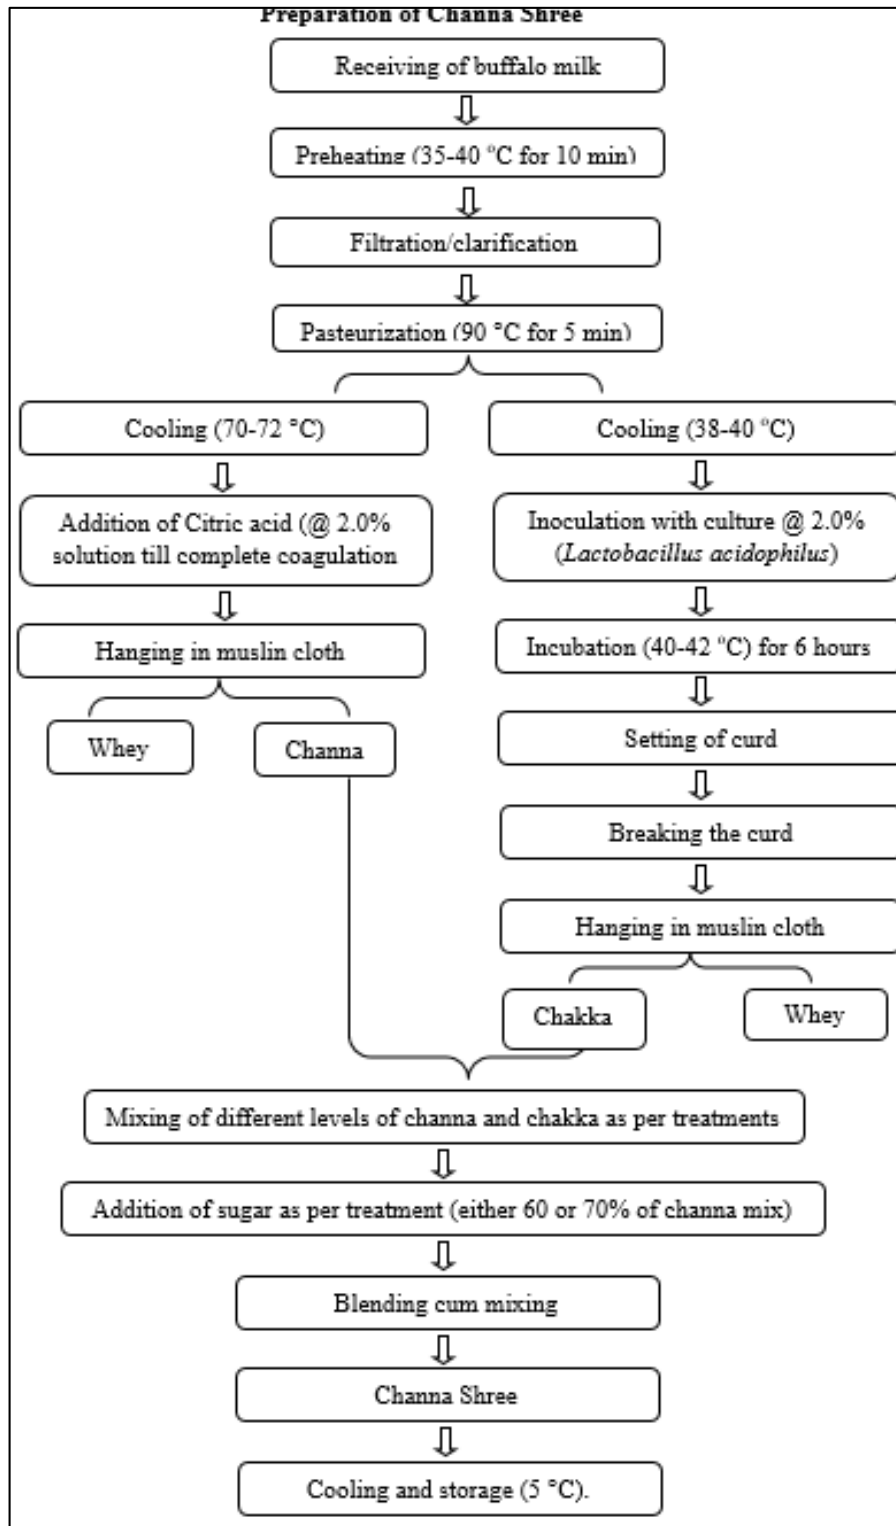 Preparation of Channa Shree
Receiving of buffalo milk
Preheating (35-40 °C for 10 min)
Filtration/clarification
Pasteurization (90 °C for 5 min)
Cooling (70-72 °C)
Addition of Citric acid (@ 2.0%
solution till complete coagulation
Hanging in muslin cloth
Whey
Channa
Cooling (38-40 °C)
Inoculation with culture @ 2.0%
(Lactobacillus acidophilus)
Incubation (40-42 °C) for 6 hours
Setting of curd
Breaking the curd
Hanging in muslin cloth
Chakka
Whey
Mixing of different levels of channa and chakka as per treatments
Addition of sugar as per treatment (either 60 or 70% of channa mix)
Blending cum mixing
Channa Shree
Cooling and storage (5 °C).